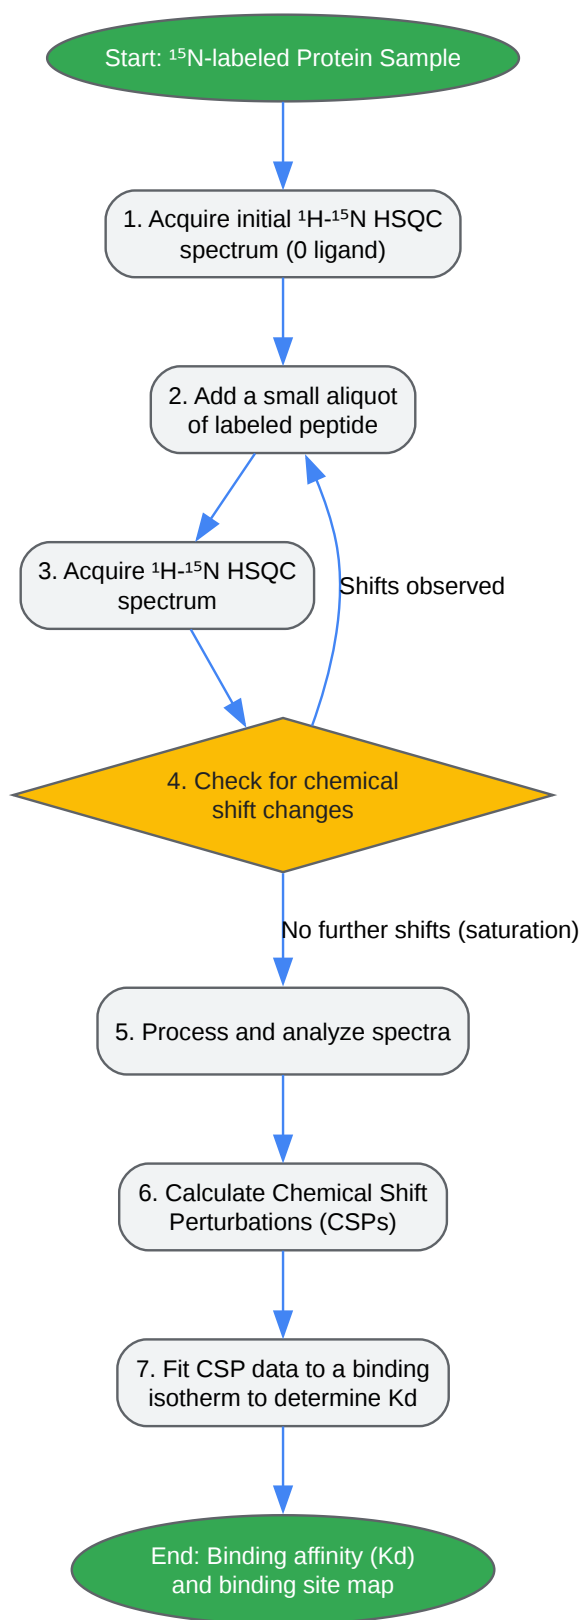 Start: ¹⁵N-labeled Protein Sample
1. Acquire initial ¹H-¹⁵N HSQC
spectrum (0 ligand)
2. Add a small aliquot
of labeled peptide
3. Acquire ¹H-¹⁵N HSQC
spectrum
Shifts observed
4. Check for chemical
shift changes
No further shifts (saturation)
5. Process and analyze spectra
6. Calculate Chemical Shift
Perturbations (CSPs)
7. Fit CSP data to a binding
isotherm to determine Kd
End: Binding affinity (Kd)
and binding site map